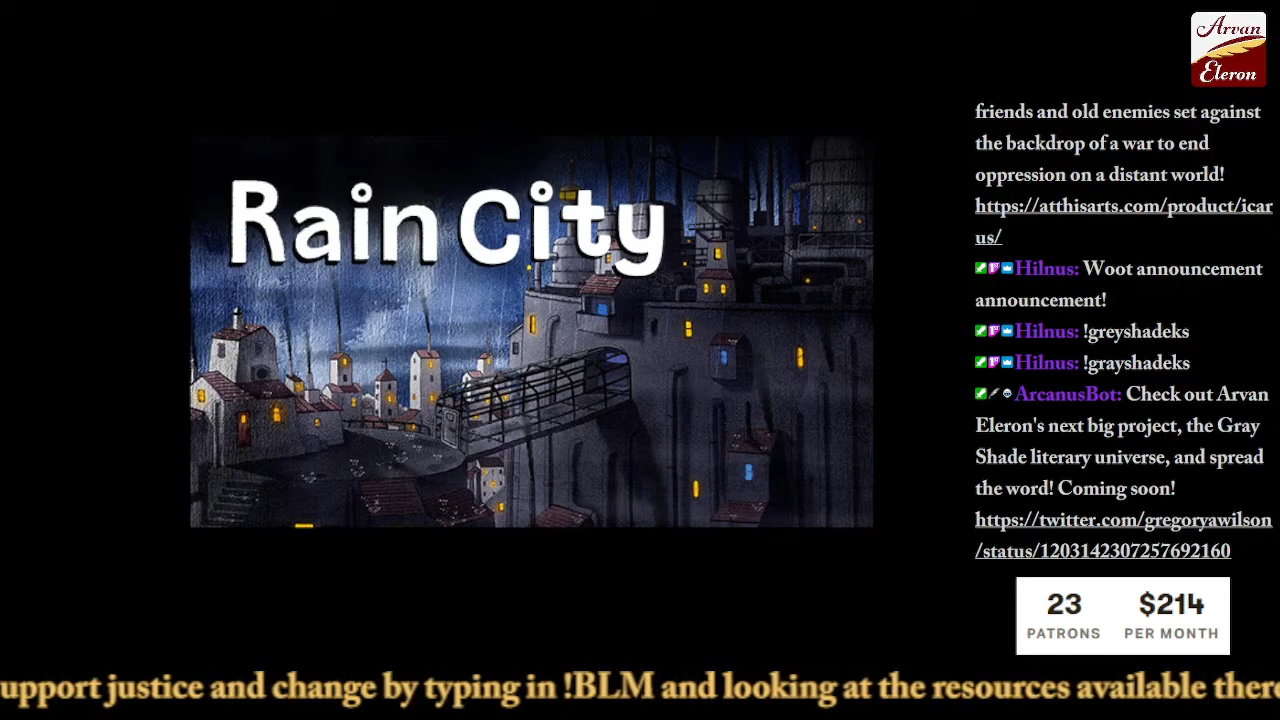 Arvan
Eleron
Rain City
friends and old enemies set against
the backdrop of a war to end
oppression on a distant world!
https://atthisarts.com/product/icar
us/
Hilnus: Woot announcement
announcement!
Hilnus: !greyshadeks
Hilnus: !grayshadeks
ArcanusBot: Check out Arvan
Eleron's next big project, the Gray
Shade literary universe, and spread
the word! Coming soon!
https://twitter.com/gregoryawilson
/status/1203142307257692160
23 $214
PATRONS PER MONTH
upport justice and change by typing in !BLM and looking at the resources available there